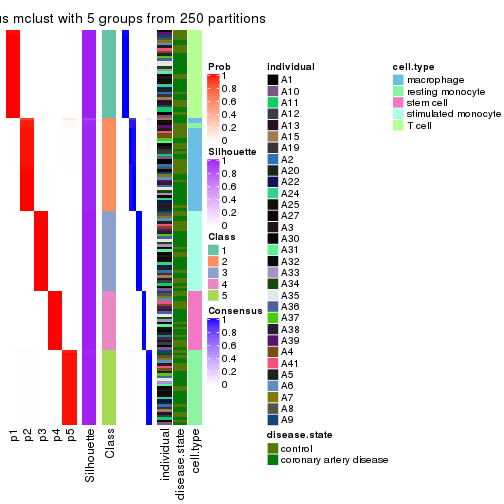 us mclust with 5 groups from 250 partitions
p1
p2
p3
p4
p5
Silhouette
Class
individual
disease.state
cell.type
Prob
1
0.8
0.6
0.4
0.2
0
Silhouette
1
0.8
0.6
0.4
0.2
0
Class
1
2
3
4
5
Consensus
1
0.8
0.6
0.4
0.2
0
individual
A1
A10
A11
A12
A13
A15
A19
A2
A20
A22
A24
A25
A27
A3
A30
A31
A32
A33
A34
A35
A36
A37
A38
A39
A4
A41
A5
A6
A7
A8
A9
disease.state
control
coronary artery disease
cell.type
macrophage
resting monocyte
stem cell
stimulated monocyte
T cell